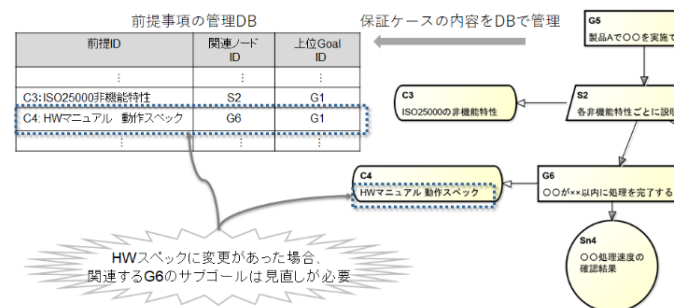 前提事項の管理DB
保証ケースの内容をDBで管理
前提ID
関連ノード
ID
上位Goal
ID
⋮ ⋮ ⋮
C3:ISO25000非機能特性 S2 G1
C4: HWマニュアル 動作スペック G6 G1
⋮ ⋮ ⋮
HWスペックに変更があった場合、
関連するG6のサブゴールは見直しが必要
G5
製品Aで〇〇を実施で
C3
ISO25000の非機能特性
S2
各非機能特性ごとに説明
C4
HWマニュアル 動作スペック
G6
〇〇が××以内に処理を完了する
Sn4
〇〇処理速度の
確認結果